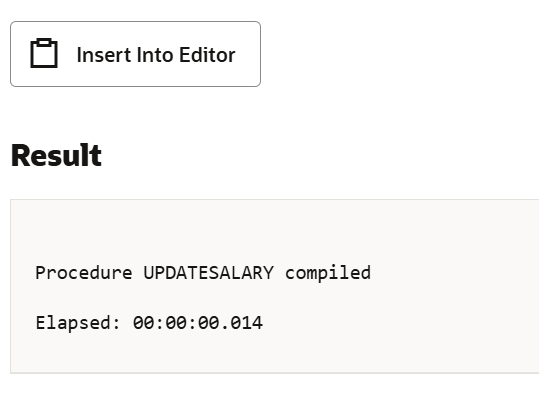 Insert Into Editor
Result
Procedure UPDATESALARY compiled
Elapsed: 00:00:00.014